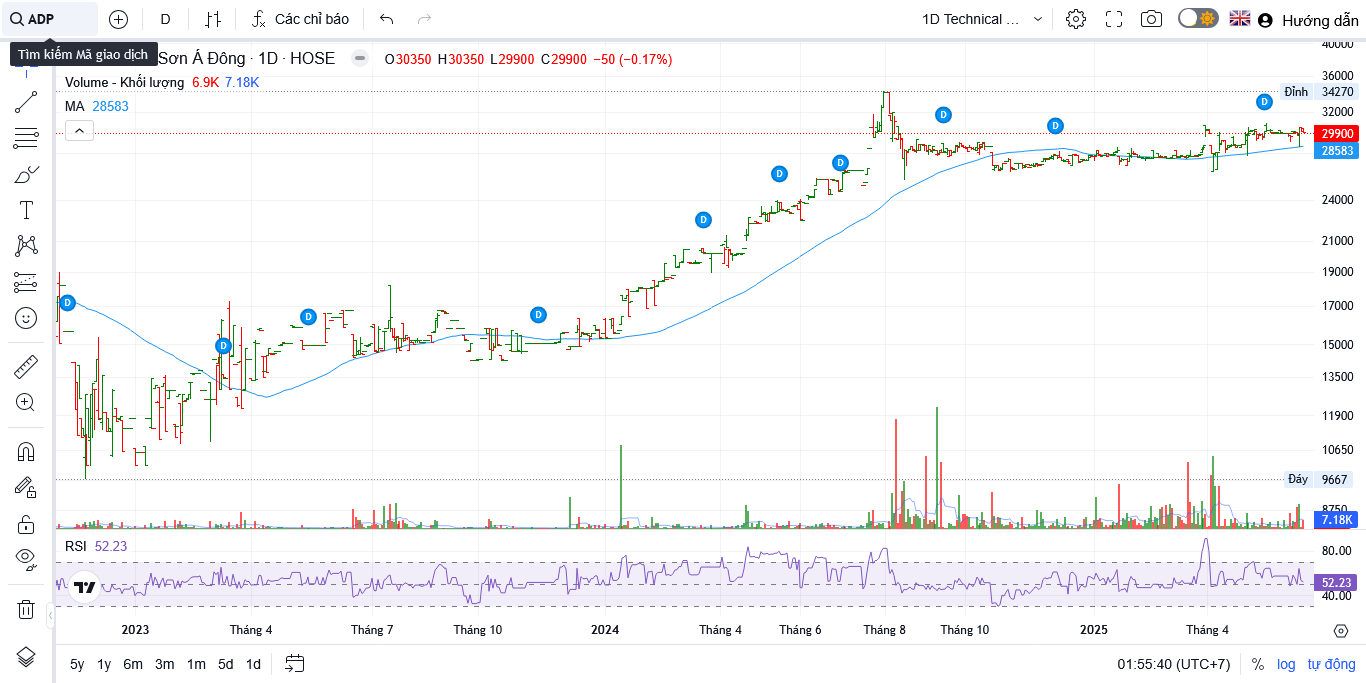 ADP D Các chỉ báo 1D Technical ... Hướng dẫn
Tìm kiếm Mã giao dịch
Sơn Á Đông · 1D · HOSE O30350 H30350 L29900 C29900 −50 (−0.17%)
Volume - Khối lượng 6.9K 7.18K
MA 28583
40000
36000
Đỉnh 34270
32000
29900
28583
24000
21000
19000
17000
15000
13500
11900
10650
Đáy 9667
8750
7.18K
D
D
D
D
D
D
D
D
D
D
RSI 52.23
80.00
52.23
40.00
2023 Tháng 4 Tháng 7 Tháng 10 2024 Tháng 4 Tháng 6 Tháng 8 Tháng 10 2025 Tháng 4
5y 1y 6m 3m 1m 5d 1d 01:55:40 (UTC+7) % log tự động